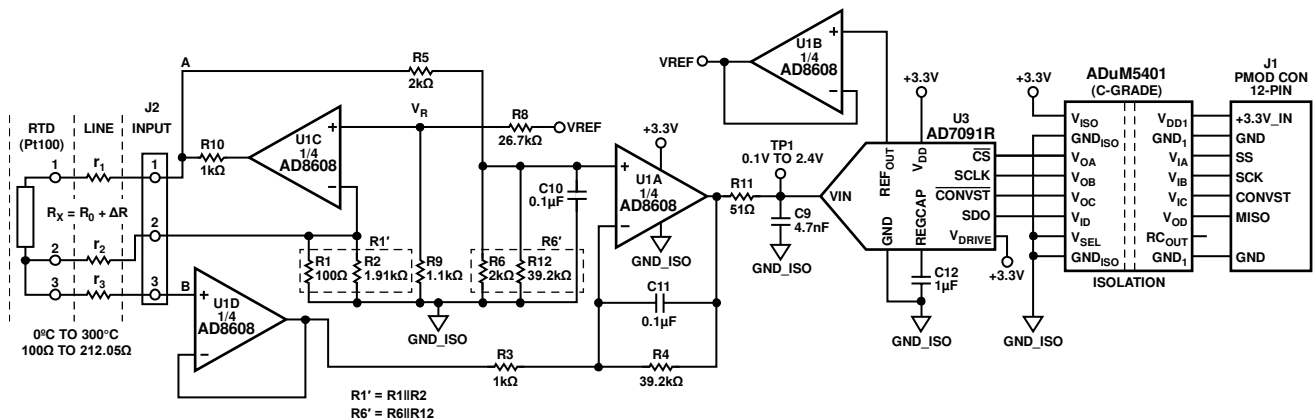 RTD
(Pt100)
LINE
J2
INPUT
1
r1
1
RX = R0 + ΔR
2
2
r2
3
r3
3
0ºC TO 300°C
100Ω TO 212.05Ω
A
B
R10
1kΩ
U1C
1/4
AD8608
+
−
U1D
1/4
AD8608
+
−
R5
2kΩ
VR
R8
26.7kΩ
VREF
R1′
R1
100Ω
R2
1.91kΩ
R9
1.1kΩ
R6′
R6
2kΩ
R12
39.2kΩ
GND_ISO
C10
0.1µF
+3.3V
+
−
U1A
1/4
AD8608
GND_ISO
C11
0.1µF
R3
1kΩ
R4
39.2kΩ
R1′ = R1||R2
R6′ = R6||R12
VREF
U1B
1/4
AD8608
+
−
R11
51Ω
TP1
0.1V TO 2.4V
C9
4.7nF
GND_ISO
+3.3V
U3
AD7091R
VIN
REFOUT
VDD
CS
SCLK
CONVST
SDO
VDRIVE
GND
REGCAP
+3.3V
C12
1µF
GND_ISO
+3.3V
ADuM5401
(C-GRADE)
VISO
GNDISO
VOA
VOB
VOC
VID
VSEL
GNDISO
VDD1
GND1
VIA
VIB
VIC
VOD
RCOUT
GND1
ISOLATION
GND_ISO
J1
PMOD CON
12-PIN
+3.3V_IN
GND
SS
SCK
CONVST
MISO
GND